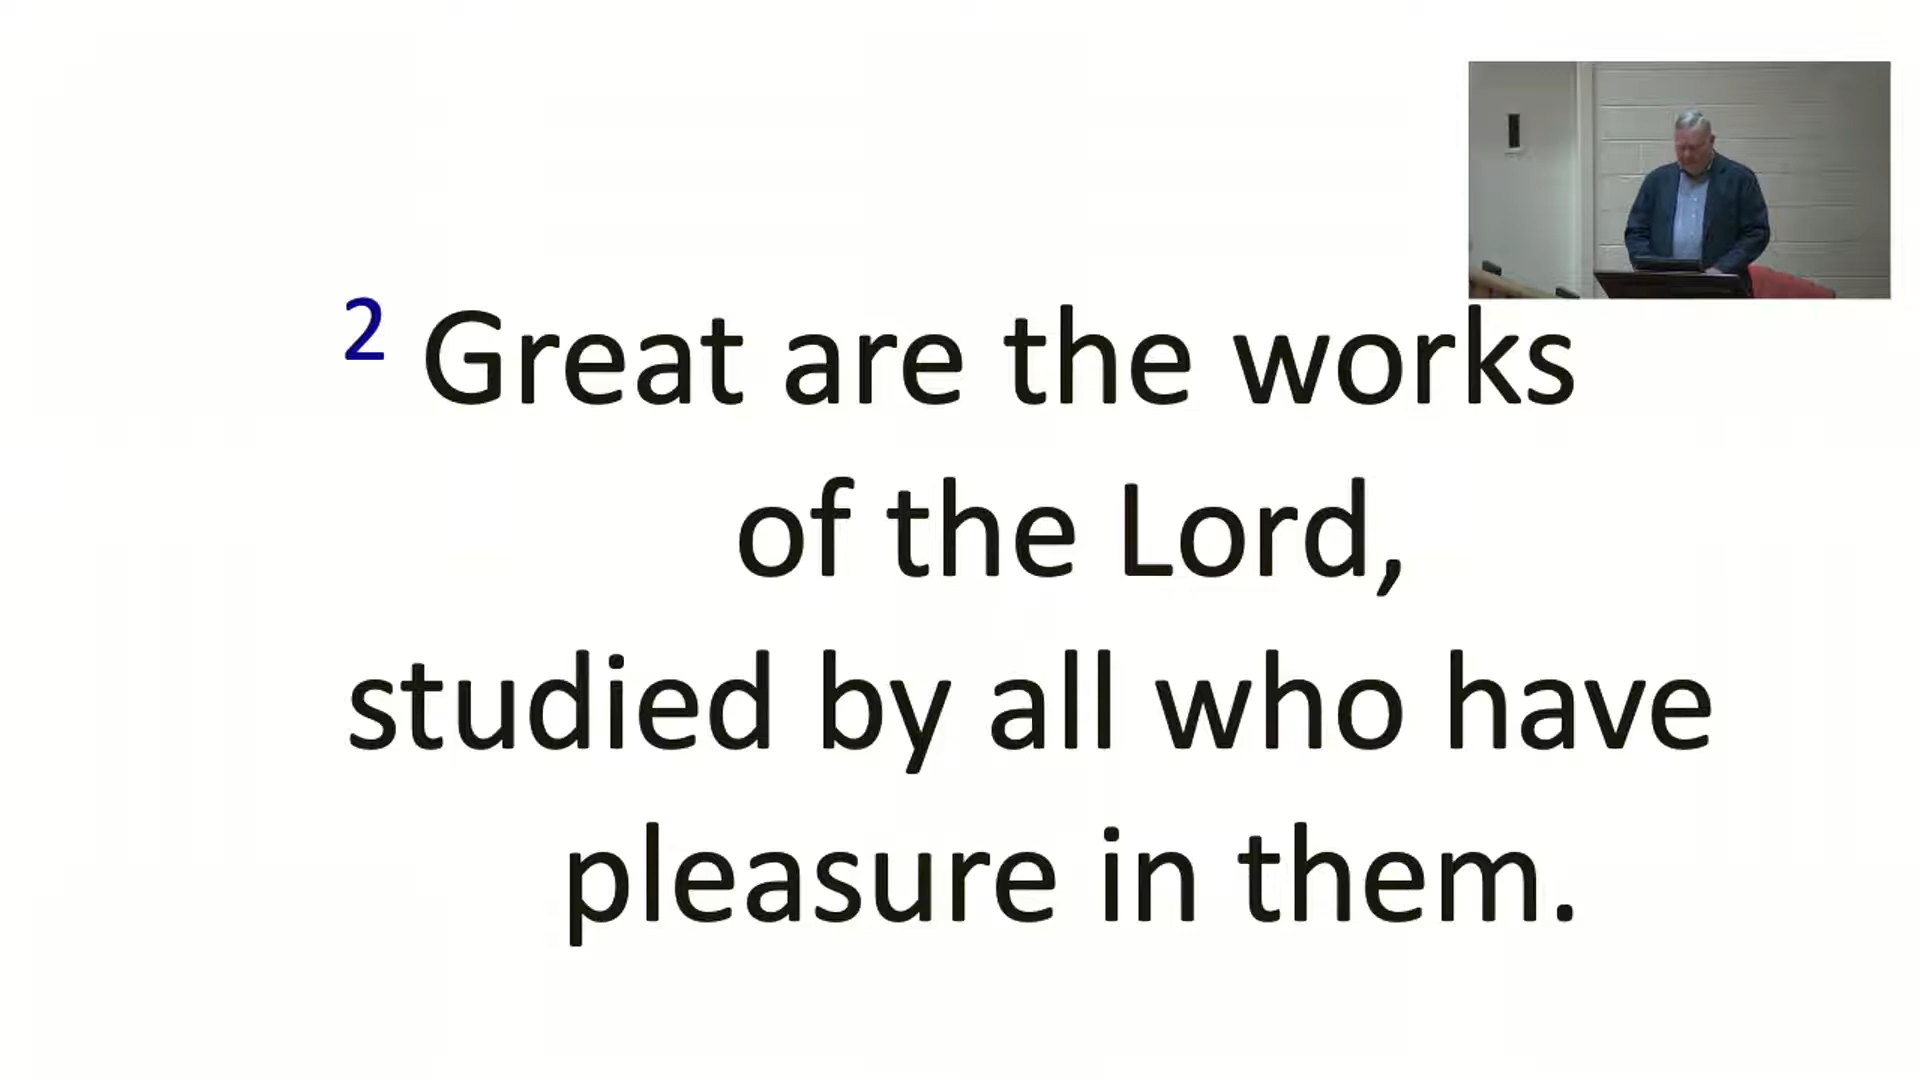 2 Great are the works
of the Lord,
studied by all who have
pleasure in them.